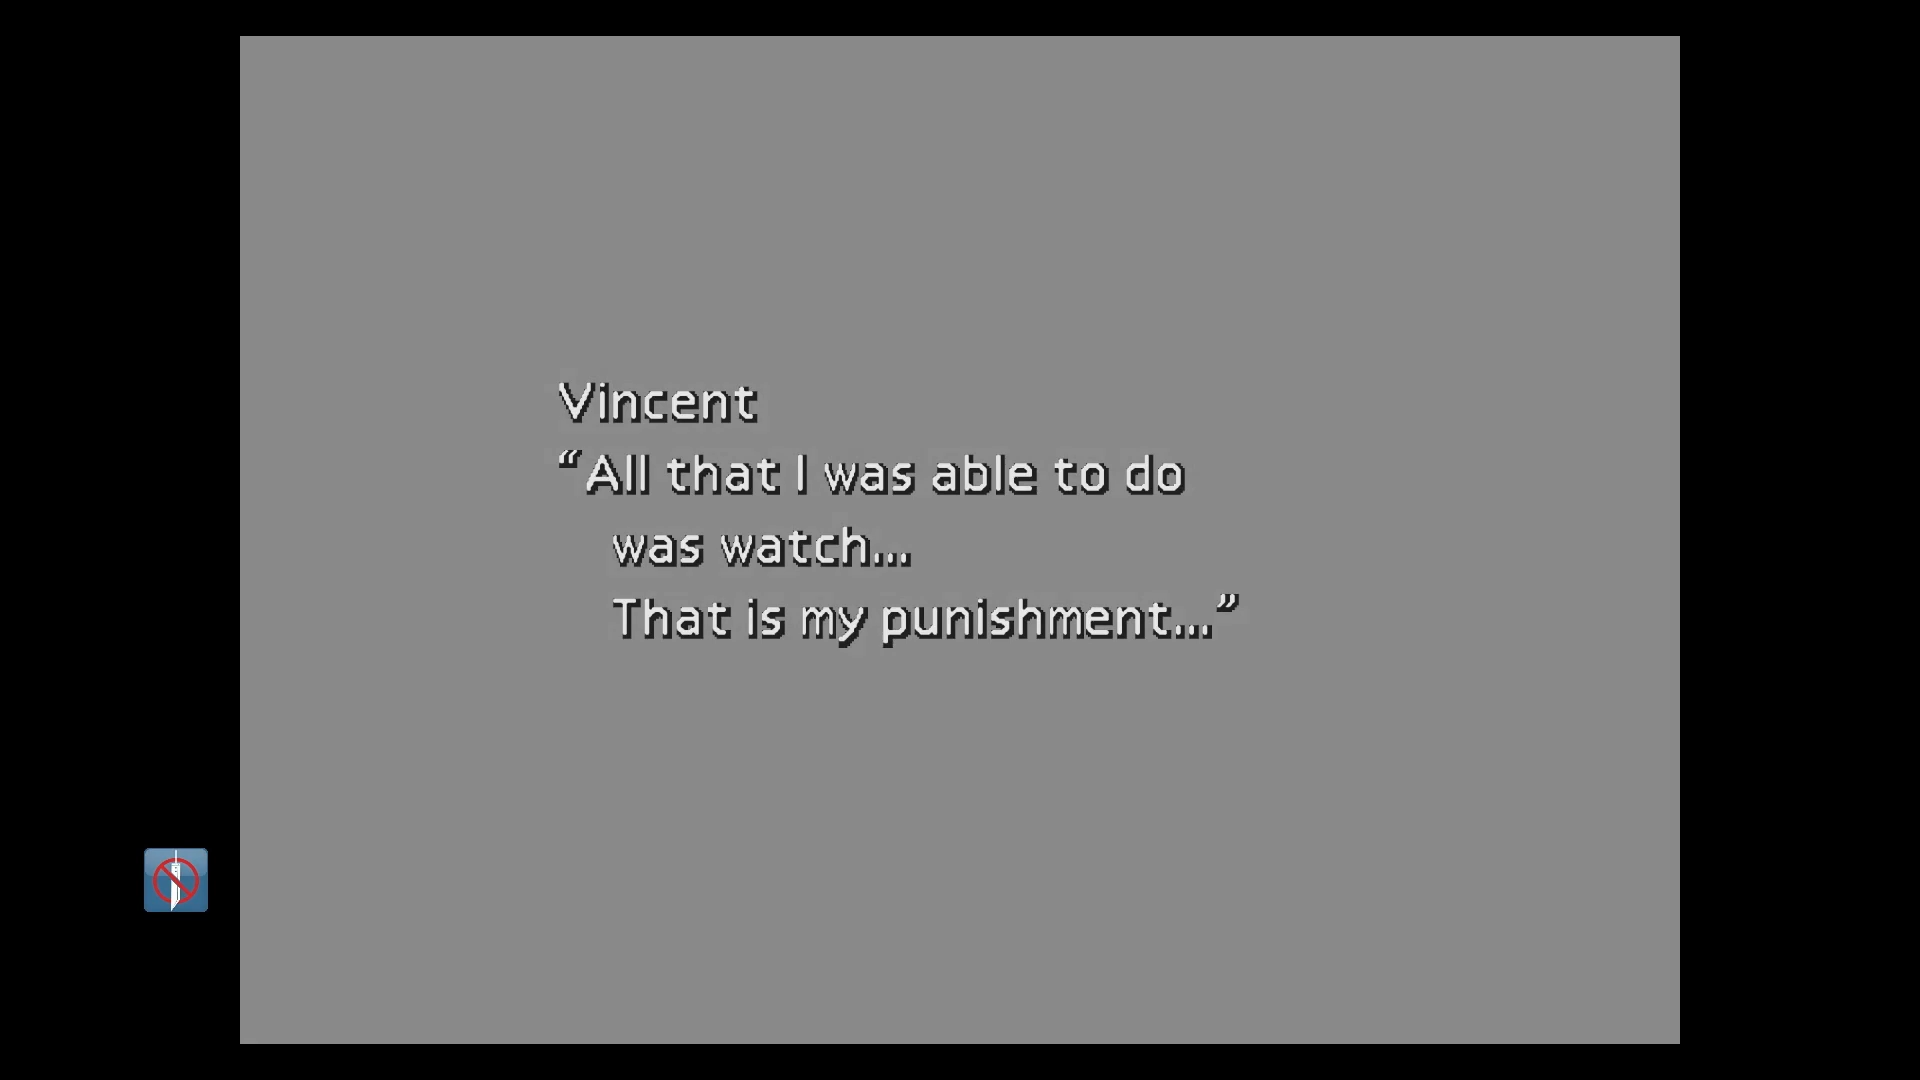 Vincent
“All that I was able to do
was watch...
That is my punishment...”